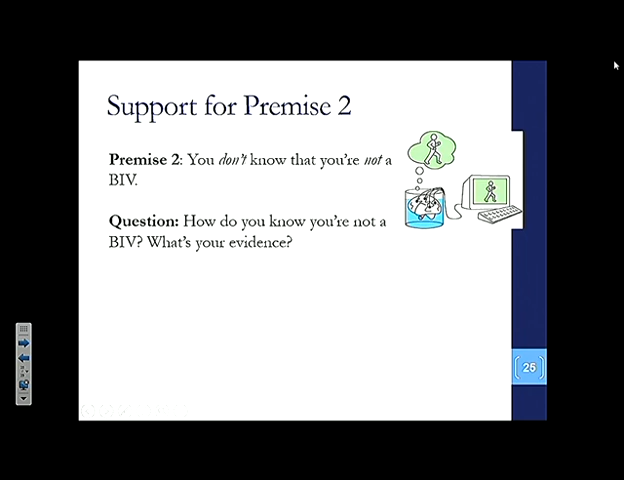 Support for Premise 2
Premise 2: You don't know that you're not a
BIV.
Question: How do you know you're not a
BIV? What's your evidence?
25